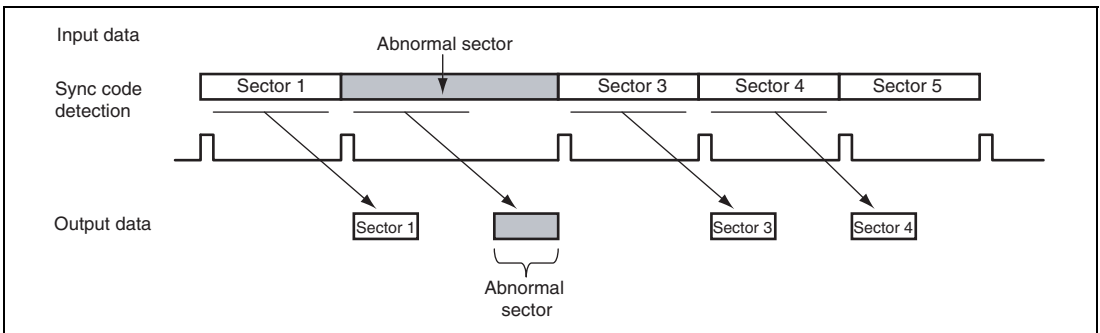 Input data
Abnormal sector
Sync code
detection
Sector 1
Sector 3
Sector 4
Sector 5
Output data
Sector 1
Sector 3
Sector 4
Abnormal
sector